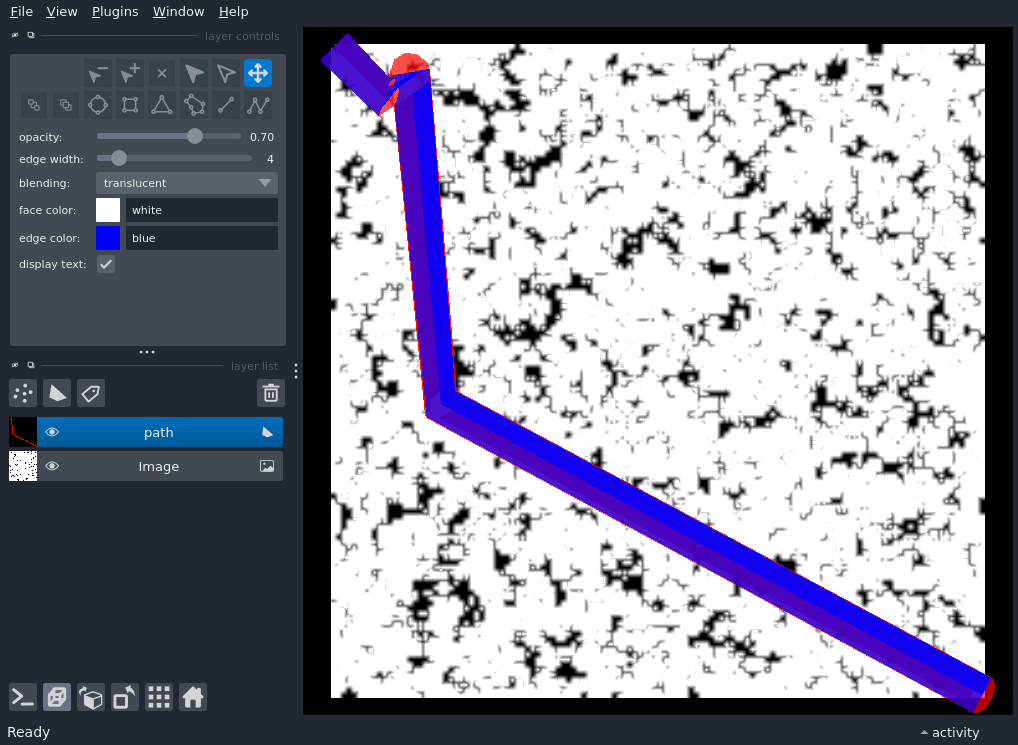 File View Plugins Window Help
layer controls
opacity: 0.70
edge width: 4
blending: translucent
face color: white
edge color: blue
display text:
layer list
path
Image
Ready
activity